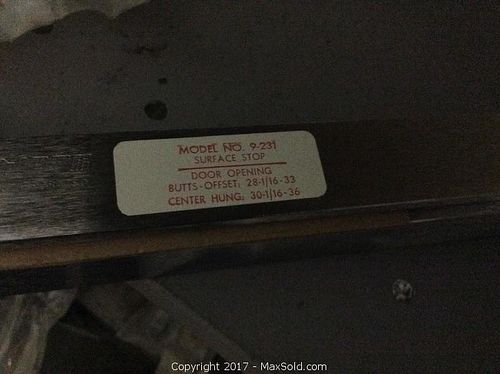 MODEL NO. 9-231
SURFACE STOP
DOOR OPENING
BUTTS-OFFSET: 28-1/16-33
CENTER HUNG: 30-1/16-36
Copyright 2017 - MaxSold.com